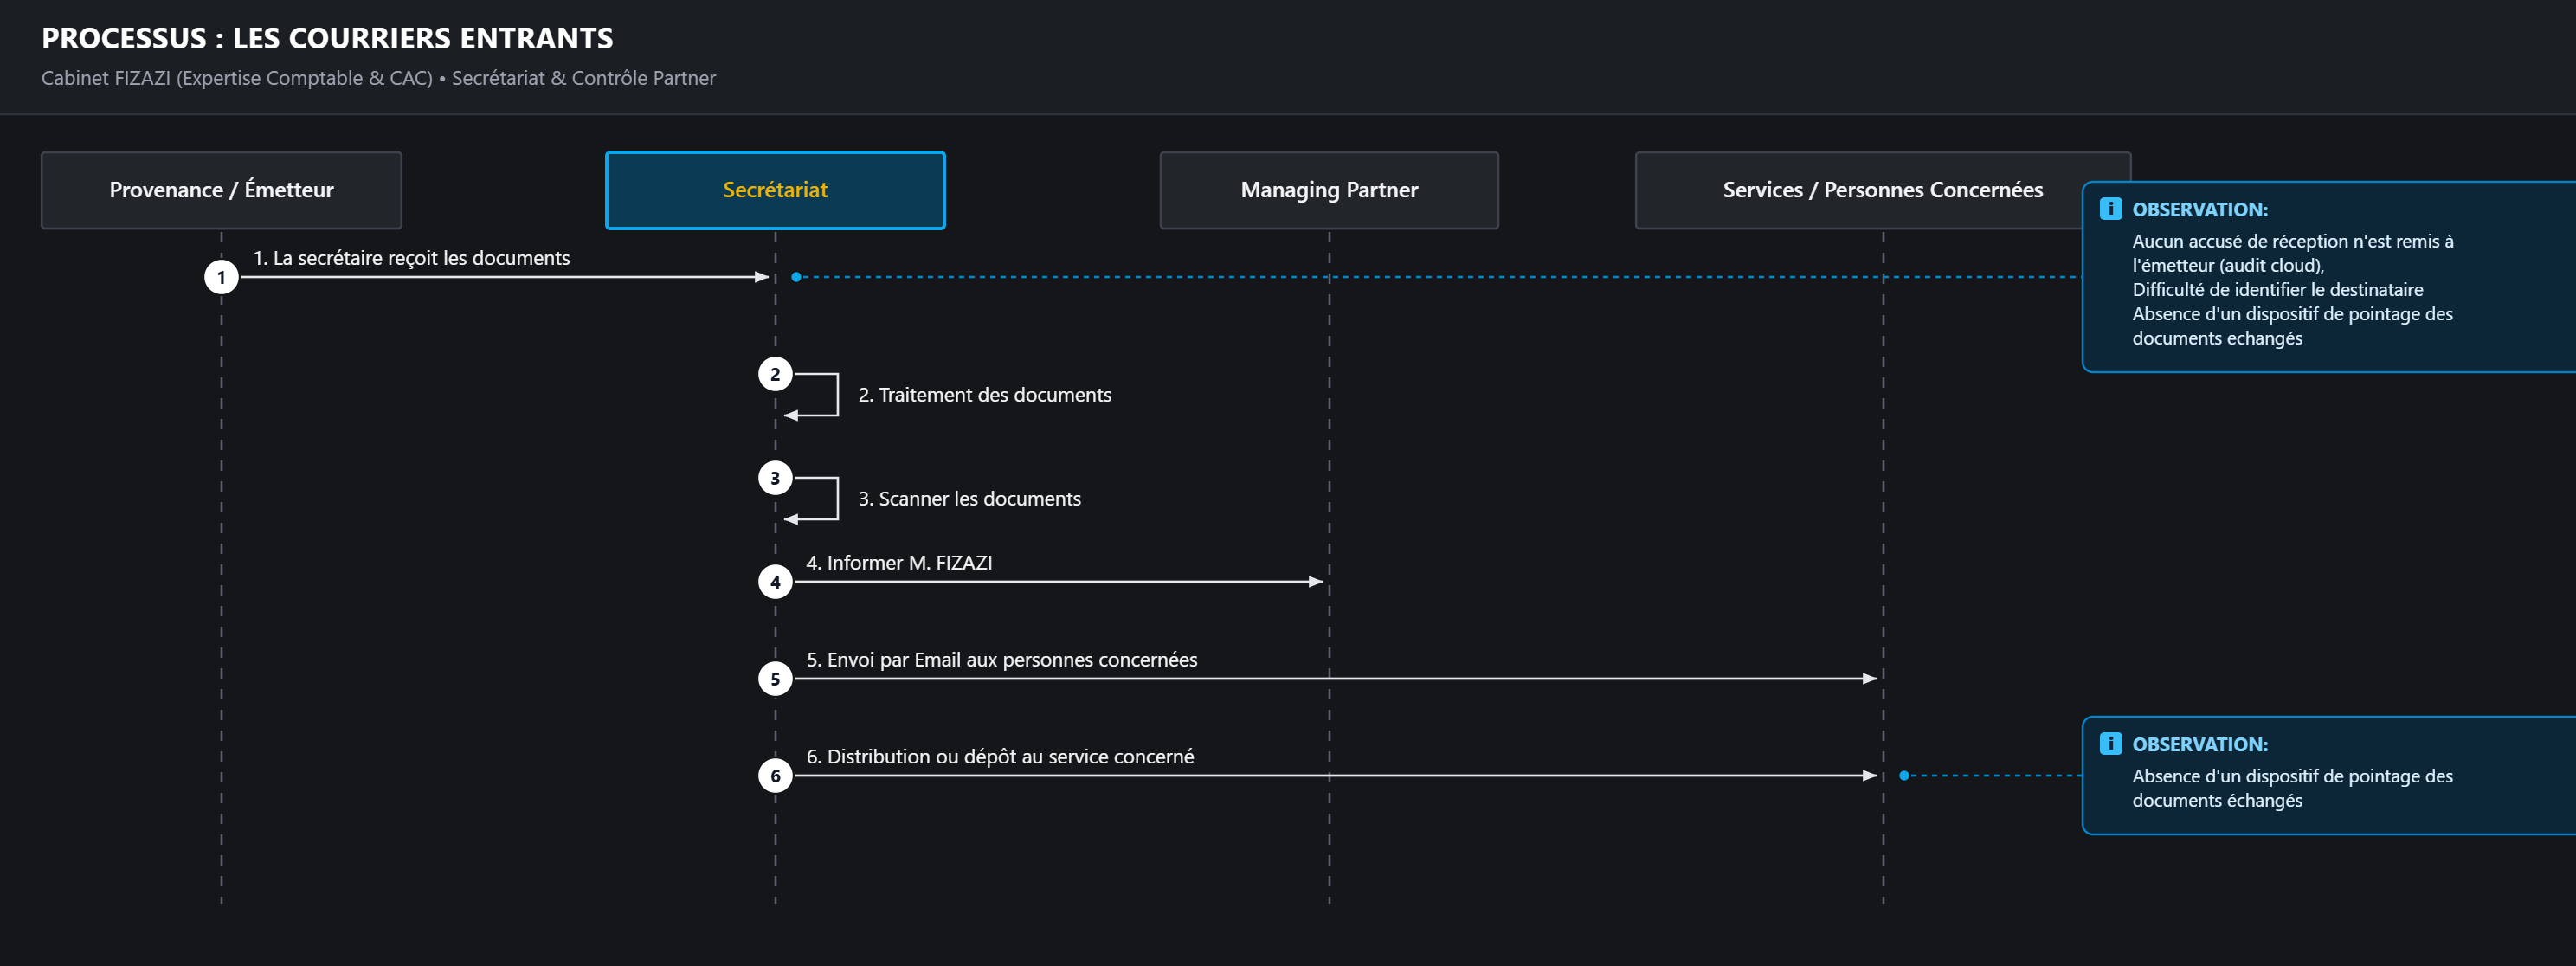 PROCESSUS : LES COURRIERS ENTRANTS
Cabinet FIZAZI (Expertise Comptable & CAC) • Secrétariat & Contrôle Partner
Provenance / Émetteur
Secrétariat
Managing Partner
Services / Personnes Concernées
i OBSERVATION:
Aucun accusé de réception n'est remis à
l'émetteur (audit cloud),
Difficulté de identifier le destinataire
Absence d'un dispositif de pointage des
documents echangés
1 1. La secrétaire reçoit les documents
2 2. Traitement des documents
3 3. Scanner les documents
4 4. Informer M. FIZAZI
5 5. Envoi par Email aux personnes concernées
6 6. Distribution ou dépôt au service concerné
i OBSERVATION:
Absence d'un dispositif de pointage des
documents échangés